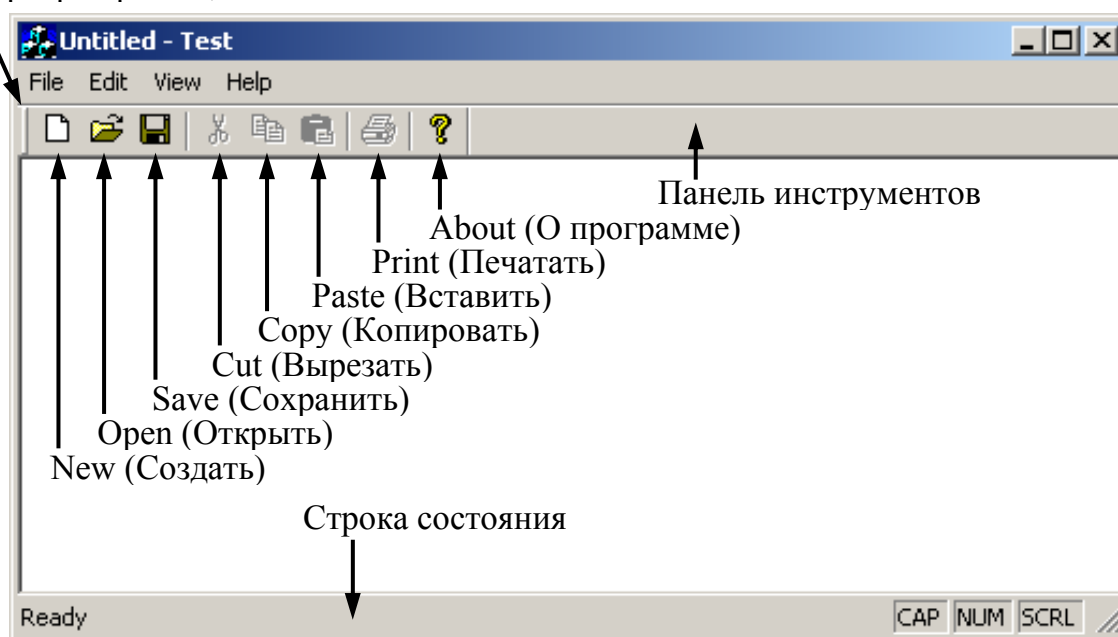 Untitled - Test
File Edit View Help
Панель инструментов
About (О программе)
Print (Печатать)
Paste (Вставить)
Copy (Копировать)
Cut (Вырезать)
Save (Сохранить)
Open (Открыть)
New (Создать)
Строка состояния
Ready CAP NUM SCRL